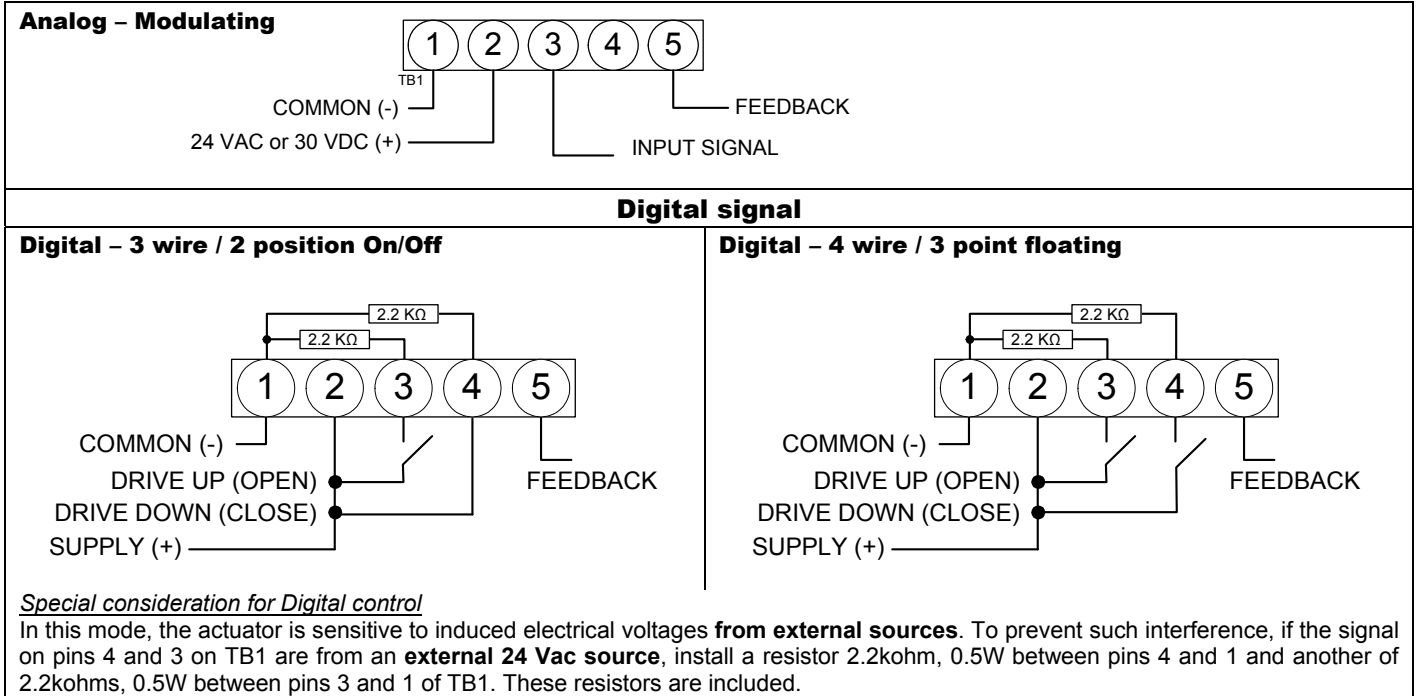 Analog – Modulating
1 2 3 4 5
TB1
COMMON (-)
FEEDBACK
24 VAC or 30 VDC (+)
INPUT SIGNAL
Digital signal
Digital – 3 wire / 2 position On/Off
2.2 KΩ
2.2 KΩ
1 2 3 4 5
COMMON (-)
DRIVE UP (OPEN)
FEEDBACK
DRIVE DOWN (CLOSE)
SUPPLY (+)
Digital – 4 wire / 3 point floating
2.2 KΩ
2.2 KΩ
1 2 3 4 5
COMMON (-)
DRIVE UP (OPEN)
FEEDBACK
DRIVE DOWN (CLOSE)
SUPPLY (+)
Special consideration for Digital control
In this mode, the actuator is sensitive to induced electrical voltages from external sources. To prevent such interference, if the signal
on pins 4 and 3 on TB1 are from an external 24 Vac source, install a resistor 2.2kohm, 0.5W between pins 4 and 1 and another of
2.2kohms, 0.5W between pins 3 and 1 of TB1. These resistors are included.